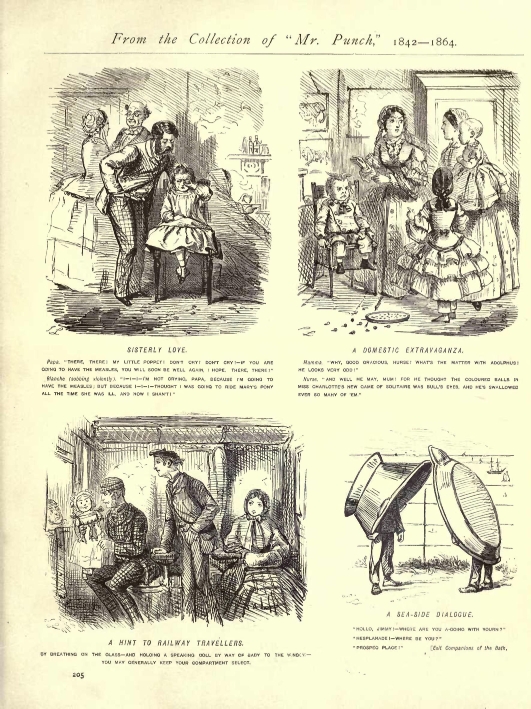 From the Collection of "Mr. Punch," 1842—1864.
SISTERLY LOVE.
Papa. "THERE, THERE! MY LITTLE POPPET! DON'T CRY! DON'T CRY!—IF YOU ARE
GOING TO HAVE THE MEASLES, YOU WILL SOON BE WELL AGAIN, I HOPE. THERE, THERE!"
Blanche (sobbing violently). "I—I—I'M NOT CRYING, PAPA, BECAUSE I'M GOING TO
HAVE THE MEASLES, BUT BECAUSE I—I—I—THOUGHT I WAS GOING TO RIDE MARY'S PONY
ALL THE TIME SHE WAS ILL, AND NOW I SHAN'T!"
A DOMESTIC EXTRAVAGANZA.
Mamma. "WHY, GOOD GRACIOUS, NURSE! WHAT'S THE MATTER WITH ADOLPHUS?
HE LOOKS VERY ODD!"
Nurse. "AND WELL HE MAY, MUM! FOR HE THOUGHT THE COLOURED BALLS IN
MISS CHARLOTTE'S NEW GAME OF SOLITAIRE WAS BULL'S EYES, AND HE'S SWALLOWED
EVER SO MANY OF 'EM."
A HINT TO RAILWAY TRAVELLERS.
BY BREATHING ON THE GLASS—AND HOLDING A SPEAKING DOLL BY WAY OF BABY TO THE WINDOW—
YOU MAY GENERALLY KEEP YOUR COMPARTMENT SELECT.
A SEA-SIDE DIALOGUE.
"HOLLO, JIMMY!—WHERE ARE YOU A-GOING WITH YOURN?"
"HESPLANADE!—WHERE BE YOU?"
"PROSPEC PLACE!" [Exit Companions of the Bath.
205